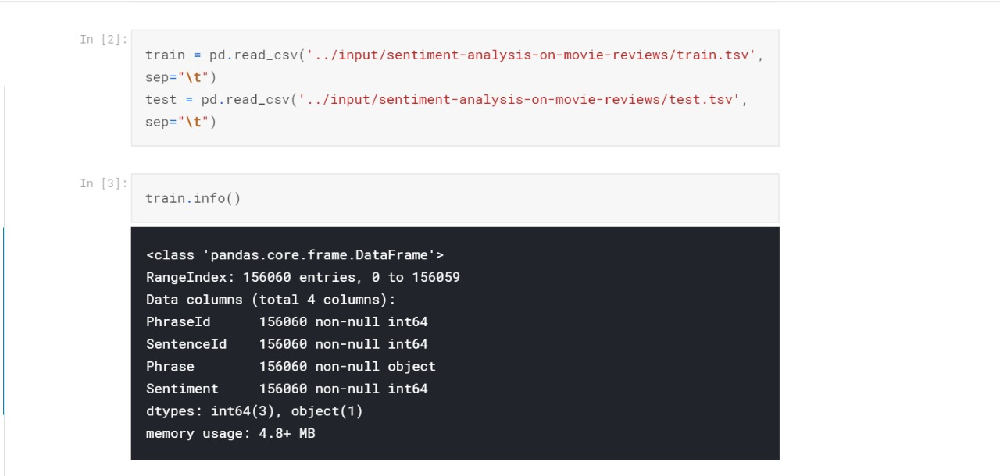 In [2]:
train = pd.read_csv('../input/sentiment-analysis-on-movie-reviews/train.tsv',
sep="\t")
test = pd.read_csv('../input/sentiment-analysis-on-movie-reviews/test.tsv',
sep="\t")
In [3]:
train.info()
<class 'pandas.core.frame.DataFrame'>
RangeIndex: 156060 entries, 0 to 156059
Data columns (total 4 columns):
PhraseId      156060 non-null int64
SentenceId    156060 non-null int64
Phrase        156060 non-null object
Sentiment     156060 non-null int64
dtypes: int64(3), object(1)
memory usage: 4.8+ MB